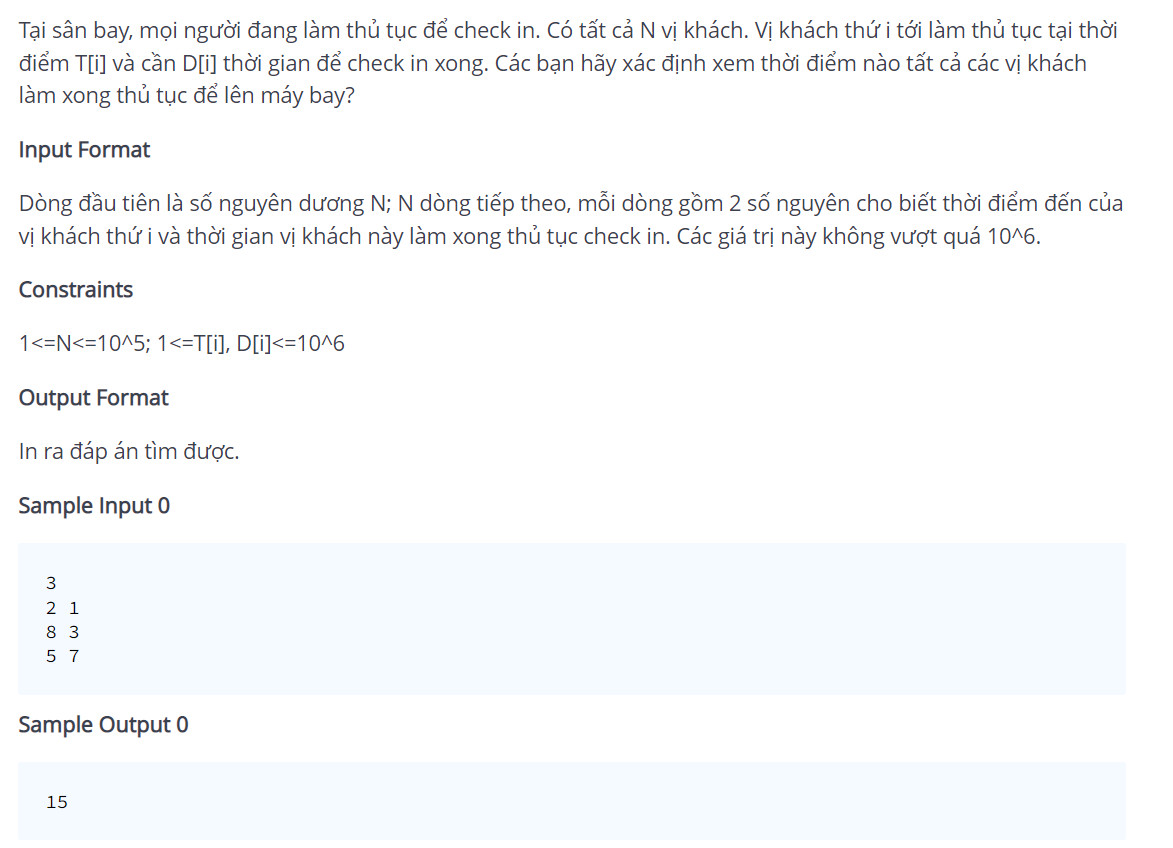 Tại sân bay, mọi người đang làm thủ tục để check in. Có tất cả N vị khách. Vị khách thứ i tới làm thủ tục tại thời
điểm T[i] và cần D[i] thời gian để check in xong. Các bạn hãy xác định xem thời điểm nào tất cả các vị khách
làm xong thủ tục để lên máy bay?
Input Format
Dòng đầu tiên là số nguyên dương N; N dòng tiếp theo, mỗi dòng gồm 2 số nguyên cho biết thời điểm đến của
vị khách thứ i và thời gian vị khách này làm xong thủ tục check in. Các giá trị này không vượt quá 10^6.
Constraints
1<=N<=10^5; 1<=T[i], D[i]<=10^6
Output Format
In ra đáp án tìm được.
Sample Input 0
3
2 1
8 3
5 7
Sample Output 0
15